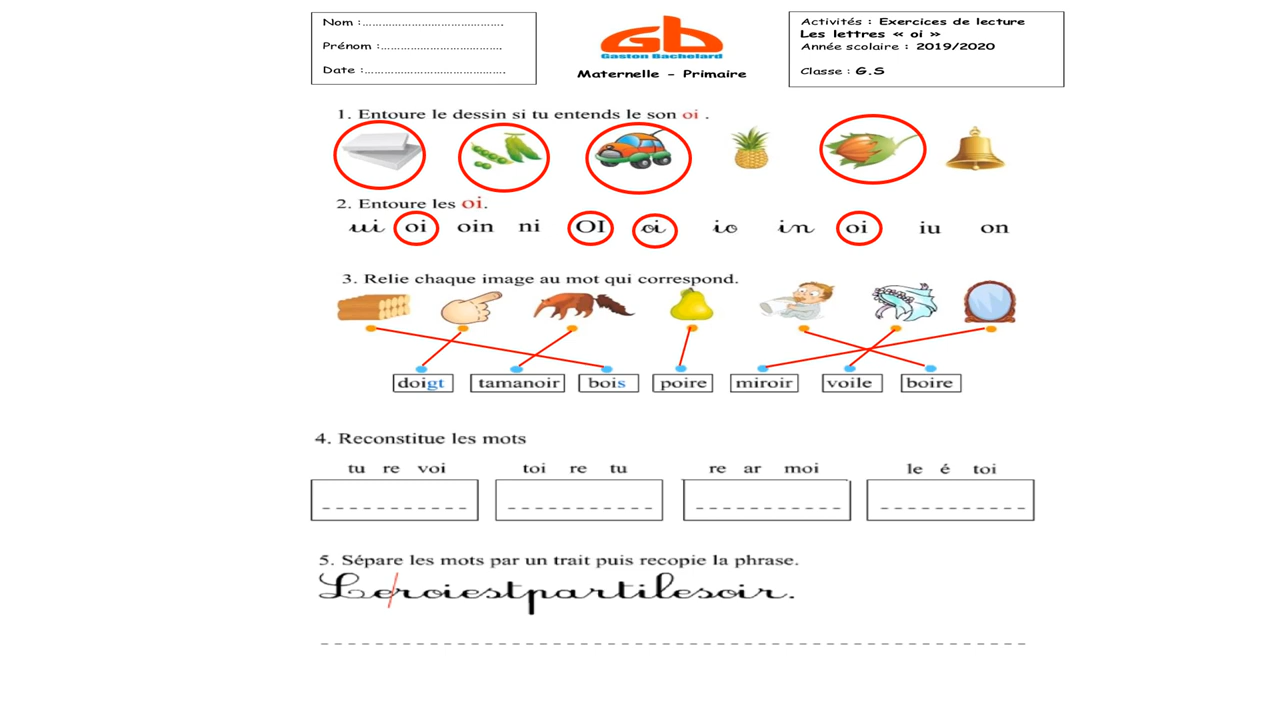 Nom :……………………………………
Prénom :………………………………
Date :……………………………………
Gb
Gaston Bachelard
Maternelle - Primaire
Activités : Exercices de lecture
Les lettres « oi »
Année scolaire : 2019/2020
Classe : G.S
1. Entoure le dessin si tu entends le son oi .
2. Entoure les oi.
ui oi oin ni OI oi io in oi iu on
3. Relie chaque image au mot qui correspond.
doigt tamanoir bois poire miroir voile boire
4. Reconstitue les mots
tu re voi toi re tu re ar moi le é toi
5. Sépare les mots par un trait puis recopie la phrase.
Le/roiestpartilesoir.